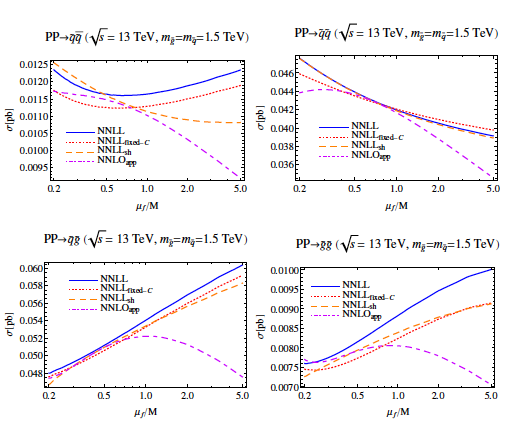 PP→q̃q̃̄ (√s = 13 TeV, m_g̃=m_q̃=1.5 TeV)
σ[pb]
0.0125
0.0120
0.0115
0.0110
0.0105
0.0100
0.0095
NNLL
NNLL_fixed−C
NNLL_sh
NNLO_app
0.2 0.5 1.0 2.0 5.0
μ_f/M
PP→q̃q̃ (√s = 13 TeV, m_g̃=m_q̃=1.5 TeV)
σ[pb]
0.046
0.044
0.042
0.040
0.038
0.036
NNLL
NNLL_fixed−C
NNLL_sh
NNLO_app
0.2 0.5 1.0 2.0 5.0
μ_f/M
PP→q̃g̃ (√s = 13 TeV, m_g̃=m_q̃=1.5 TeV)
σ[pb]
0.060
0.058
0.056
0.054
0.052
0.050
0.048
NNLL
NNLL_fixed−C
NNLL_sh
NNLO_app
0.2 0.5 1.0 2.0 5.0
μ_f/M
PP→g̃g̃ (√s = 13 TeV, m_g̃=m_q̃=1.5 TeV)
σ[pb]
0.0100
0.0095
0.0090
0.0085
0.0080
0.0075
0.0070
NNLL
NNLL_fixed−C
NNLL_sh
NNLO_app
0.2 0.5 1.0 2.0 5.0
μ_f/M